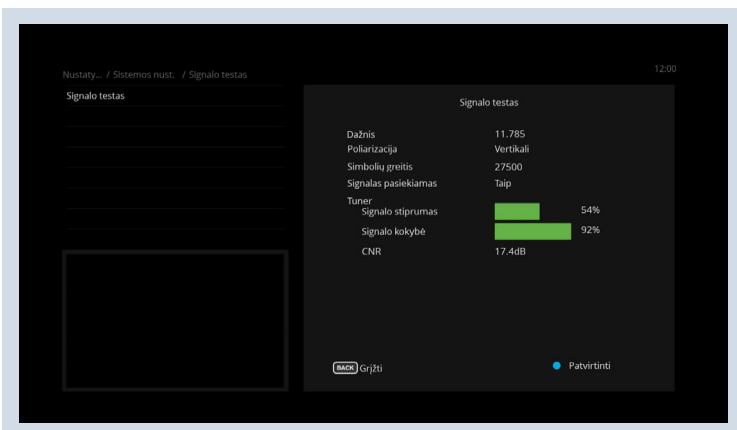 Nustaty... / Sistemos nust. / Signalo testas
12:00
Signalo testas
Signalo testas
Dažnis 11.785
Poliarizacija Vertikali
Simbolių greitis 27500
Signalas pasiekiamas Taip
Tuner
Signalo stiprumas 54%
Signalo kokybė 92%
CNR 17.4dB
BACK Grįžti
Patvirtinti